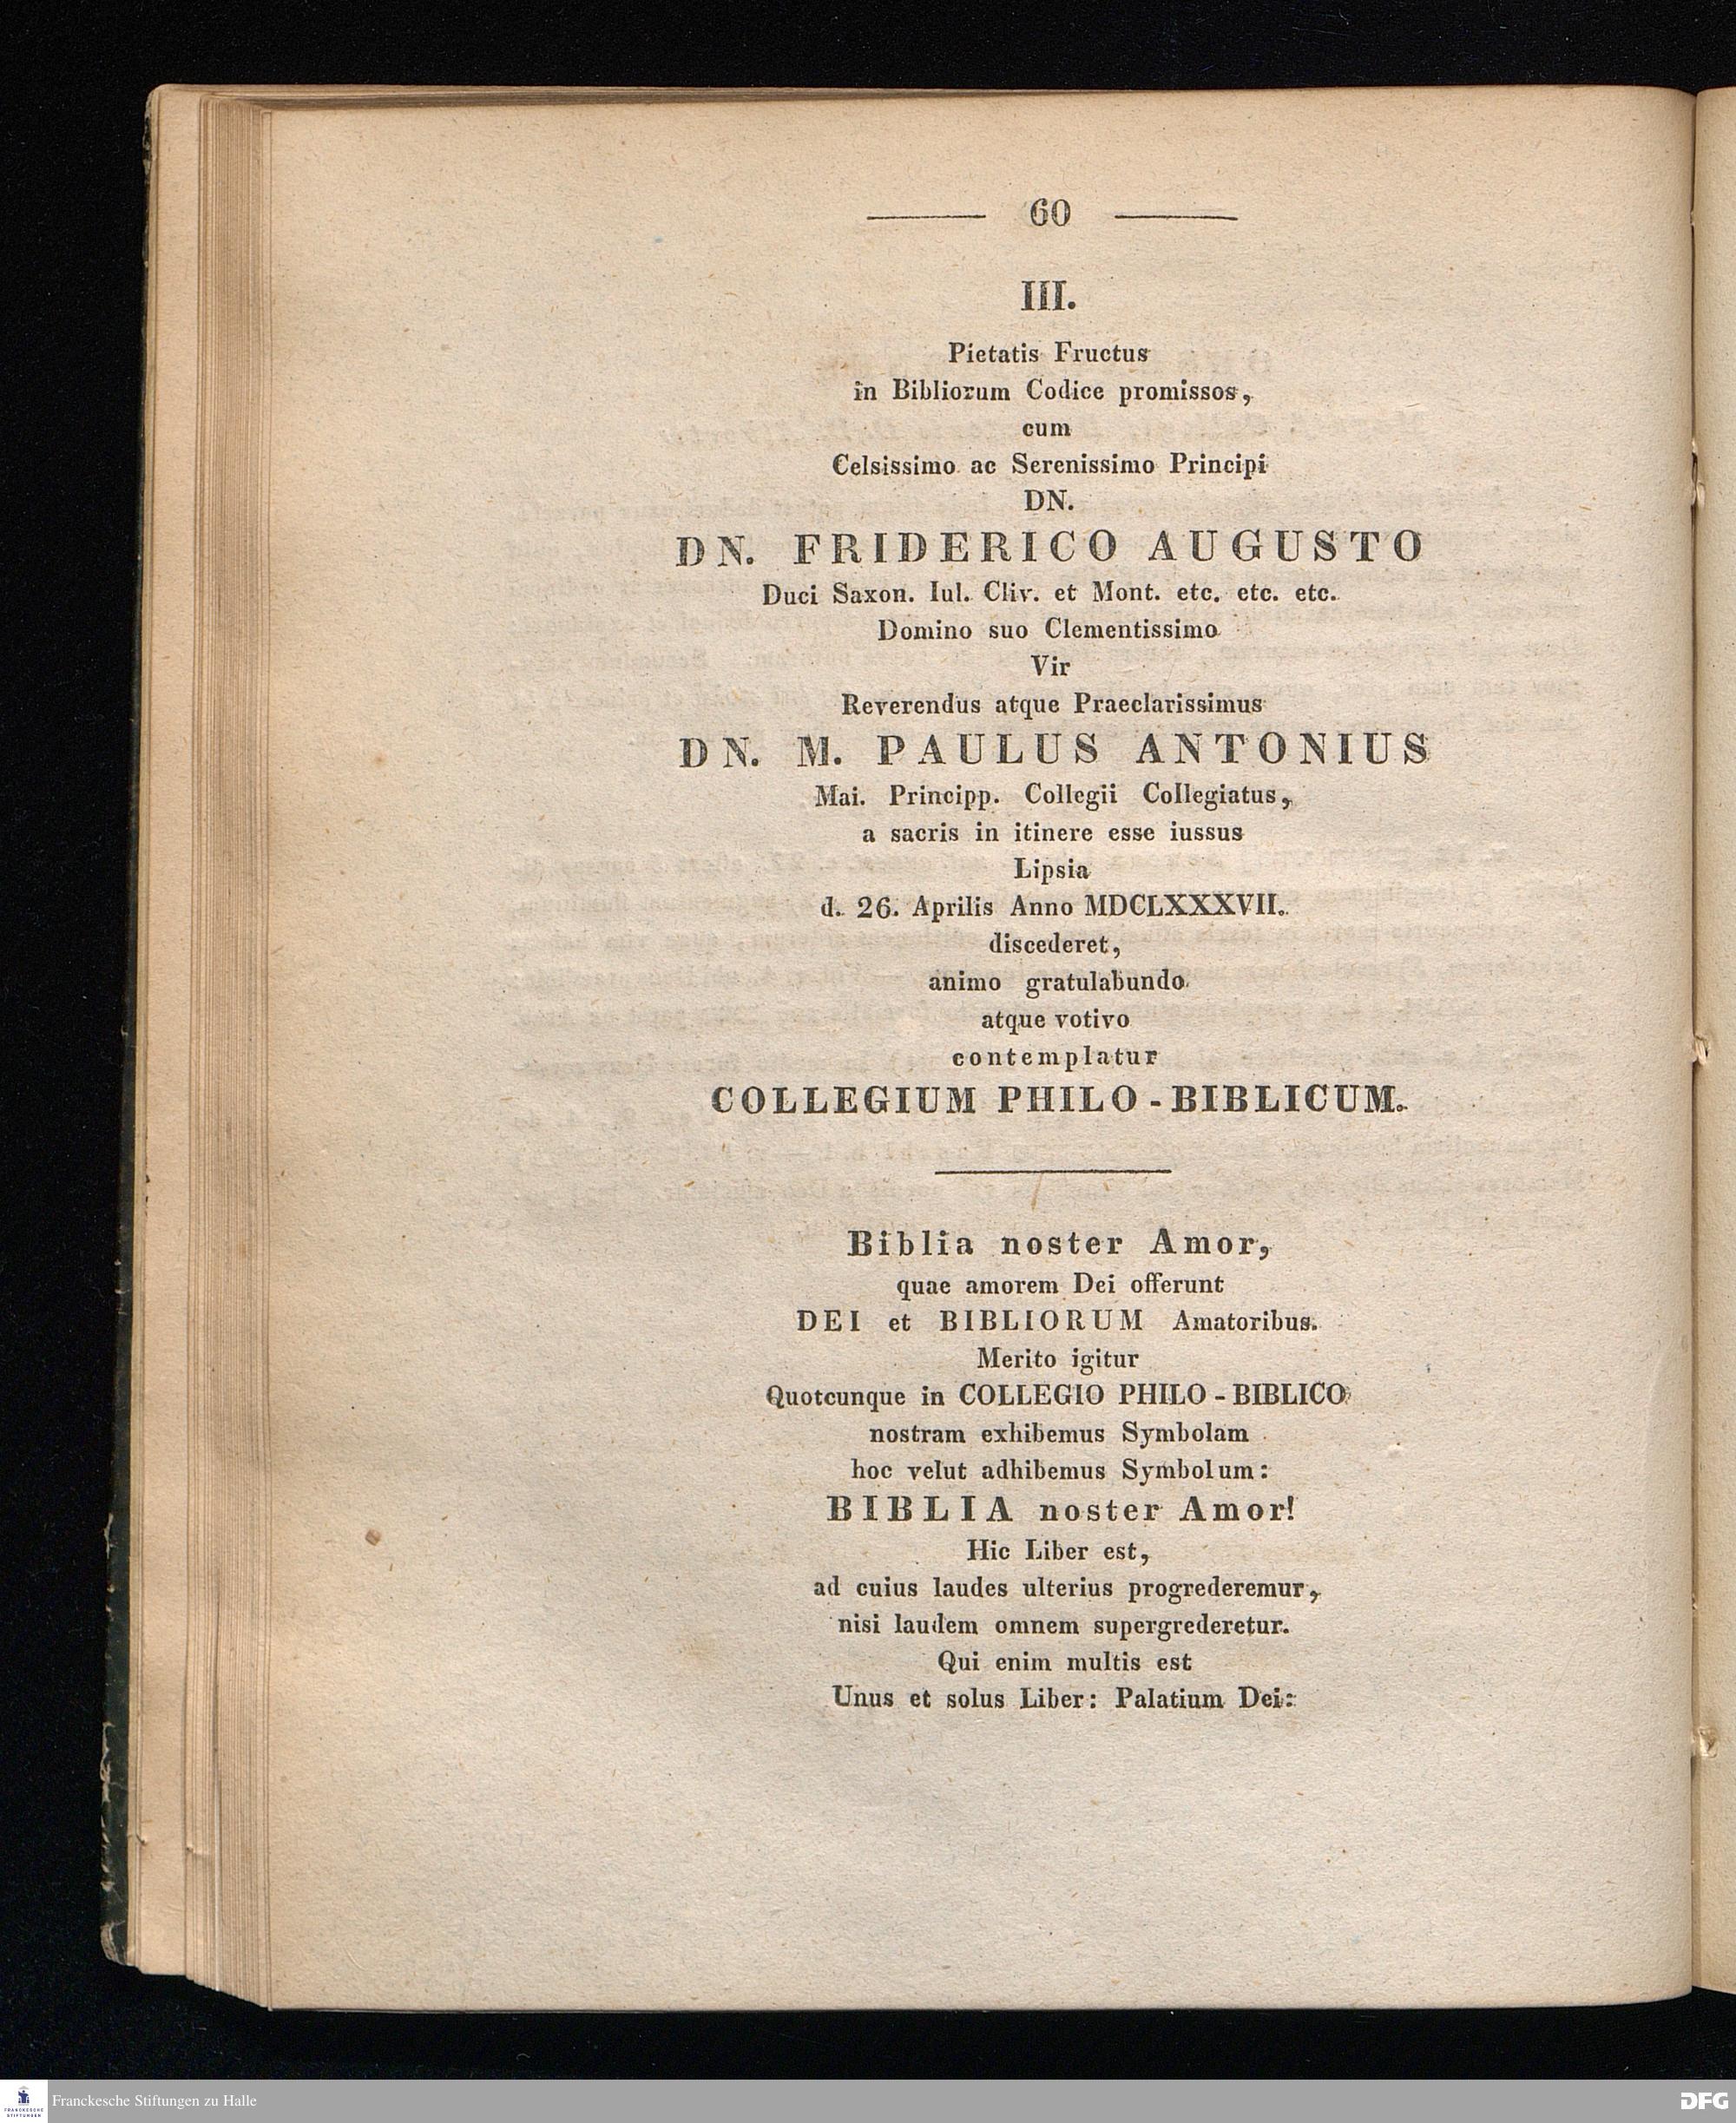 60
III.
Pietatis Fructus
in Bibliorum Codice promissos,
cum
Celsissimo ac Serenissimo Principi
DN.
DN. FRIDERICO AUGUSTO
Duci Saxon. Iul. Cliv. et Mont. etc. etc. etc.
Domino suo Clementissimo
Vir
Reverendus atque Praeclarissimus
DN. M. PAULUS ANTONIUS
Mai. Principp. Collegii Collegiatus,
a sacris in itinere esse iussus
Lipsia
d. 26. Aprilis Anno MDCLXXXVII.
discederet,
animo gratulabundo
atque votivo
contemplatur
COLLEGIUM PHILO-BIBLICUM.
Biblia noster Amor,
quae amorem Dei offerunt
DEI et BIBLIORUM Amatoribus.
Merito igitur
Quotcunque in COLLEGIO PHILO-BIBLICO
nostram exhibemus Symbolam
hoc velut adhibemus Symbolum:
BIBLIA noster Amor!
Hic Liber est,
ad cuius laudes ulterius progrederemur,
nisi laudem omnem supergrederetur.
Qui enim multis est
Unus et solus Liber: Palatium Dei:
FRANCKESCHE
STIFTUNGEN
Franckesche Stiftungen zu Halle
DFG